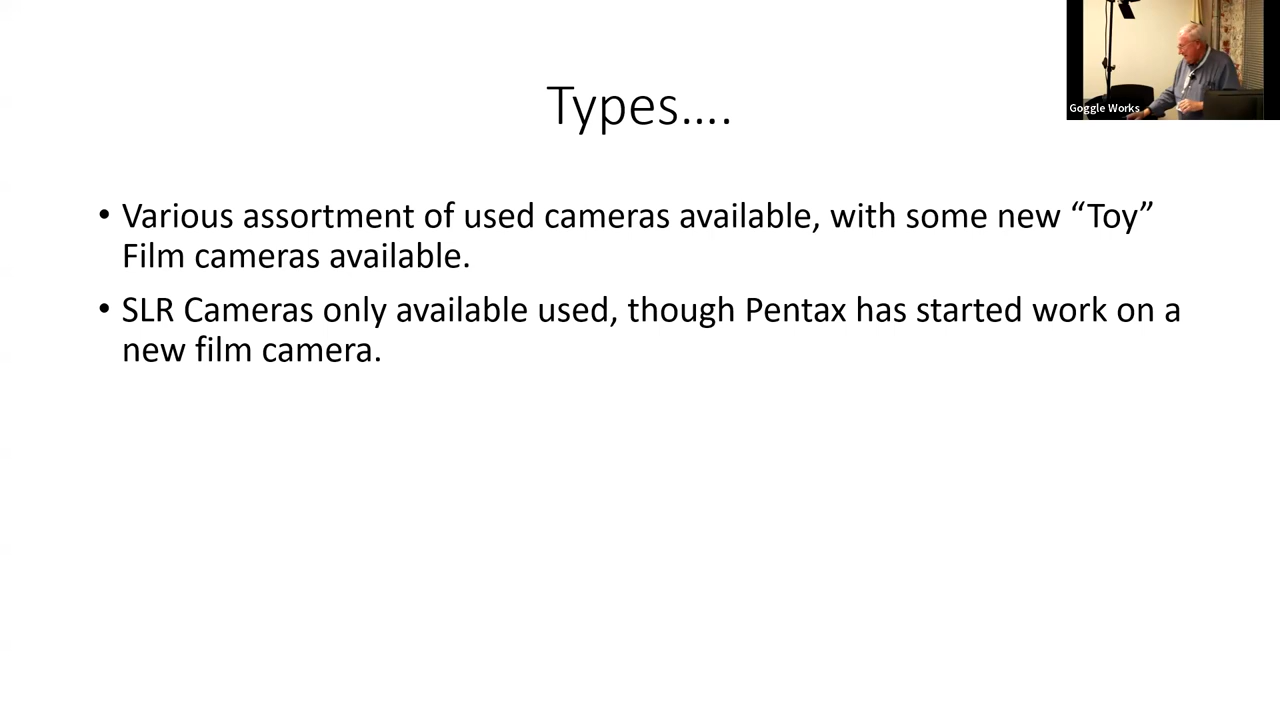 Types....
• Various assortment of used cameras available, with some new “Toy”
Film cameras available.
• SLR Cameras only available used, though Pentax has started work on a
new film camera.
Goggle Works